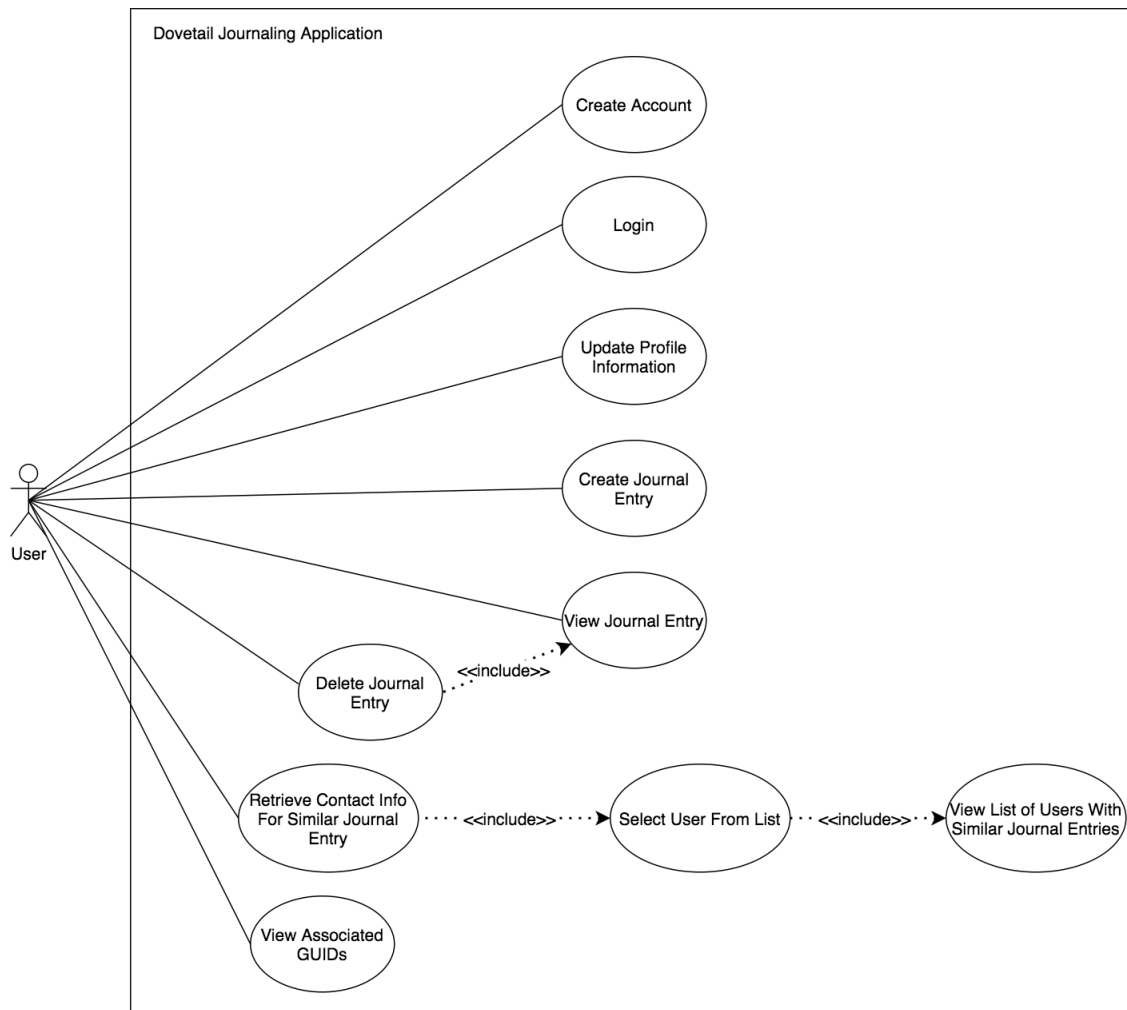 Dovetail Journaling Application
Create Account
Login
Update Profile
Information
Create Journal
Entry
User
View Journal Entry
<<include>>
Delete Journal
Entry
Retrieve Contact Info
For Similar Journal
Entry
<<include>>
Select User From List
<<include>>
View List of Users With
Similar Journal Entries
View Associated
GUIDs